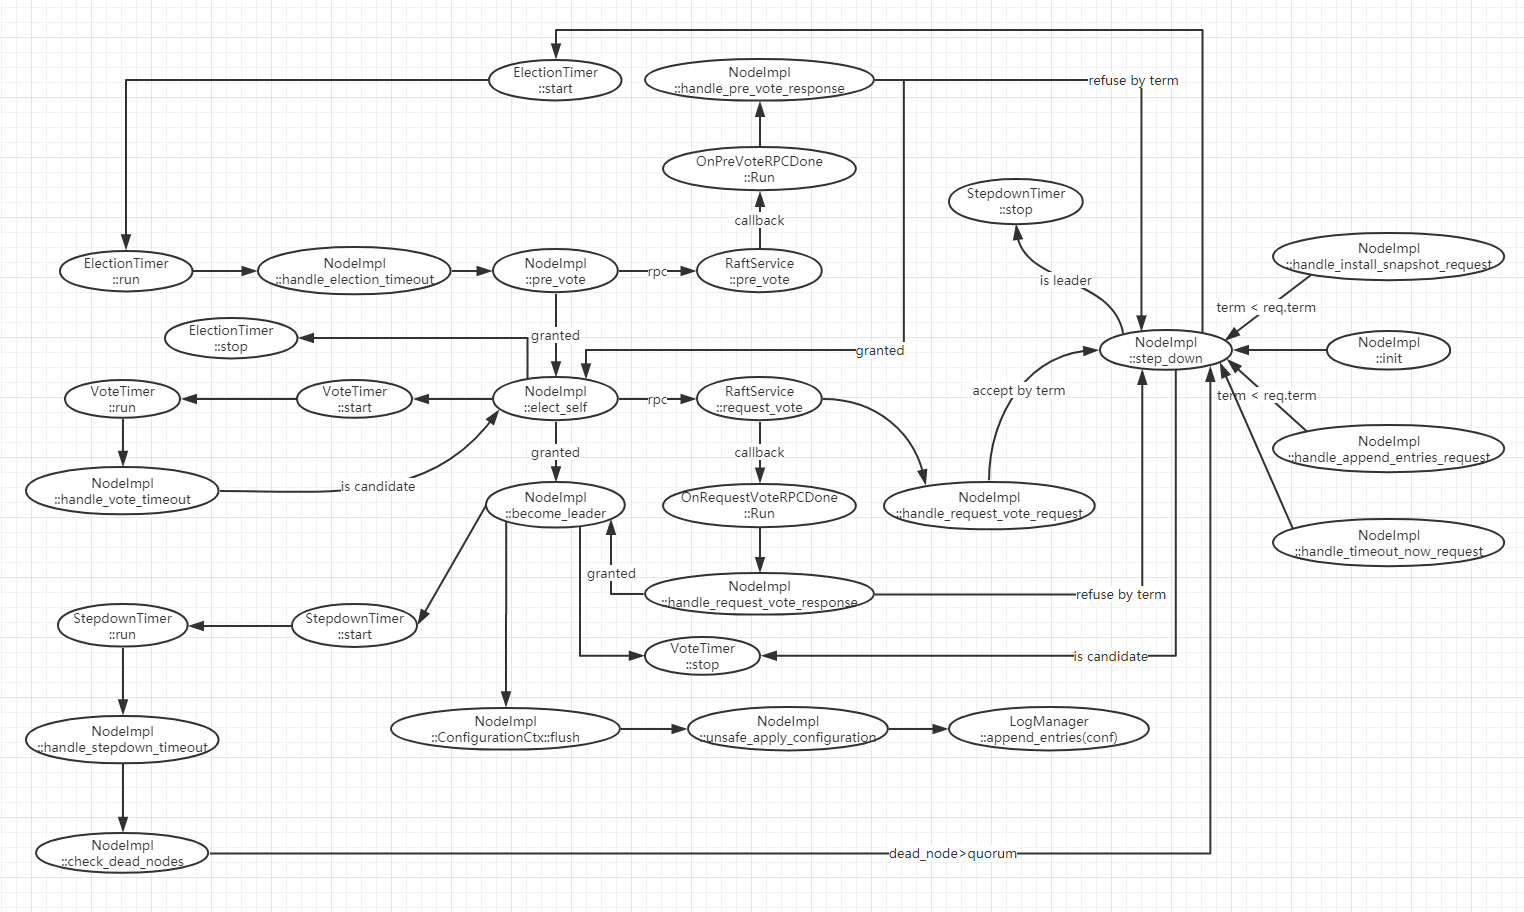 ElectionTimer
::start
NodeImpl
::handle_pre_vote_response
refuse by term
OnPreVoteRPCDone
::Run
callback
StepdownTimer
::stop
ElectionTimer
::run
NodeImpl
::handle_election_timeout
NodeImpl
::pre_vote
rpc
RaftService
::pre_vote
is leader
NodeImpl
::handle_install_snapshot_request
term < req.term
ElectionTimer
::stop
granted
granted
NodeImpl
::step_down
NodeImpl
::init
VoteTimer
::run
VoteTimer
::start
NodeImpl
::elect_self
rpc
RaftService
::request_vote
accept by term
term < req.term
granted
callback
NodeImpl
::handle_append_entries_request
NodeImpl
::handle_vote_timeout
is candidate
NodeImpl
::become_leader
OnRequestVoteRPCDone
::Run
NodeImpl
::handle_request_vote_request
NodeImpl
::handle_timeout_now_request
granted
NodeImpl
::handle_request_vote_response
refuse by term
StepdownTimer
::run
StepdownTimer
::start
VoteTimer
::stop
is candidate
NodeImpl
::handle_stepdown_timeout
NodeImpl
::ConfigurationCtx::flush
NodeImpl
::unsafe_apply_configuration
LogManager
::append_entries(conf)
NodeImpl
::check_dead_nodes
dead_node>quorum